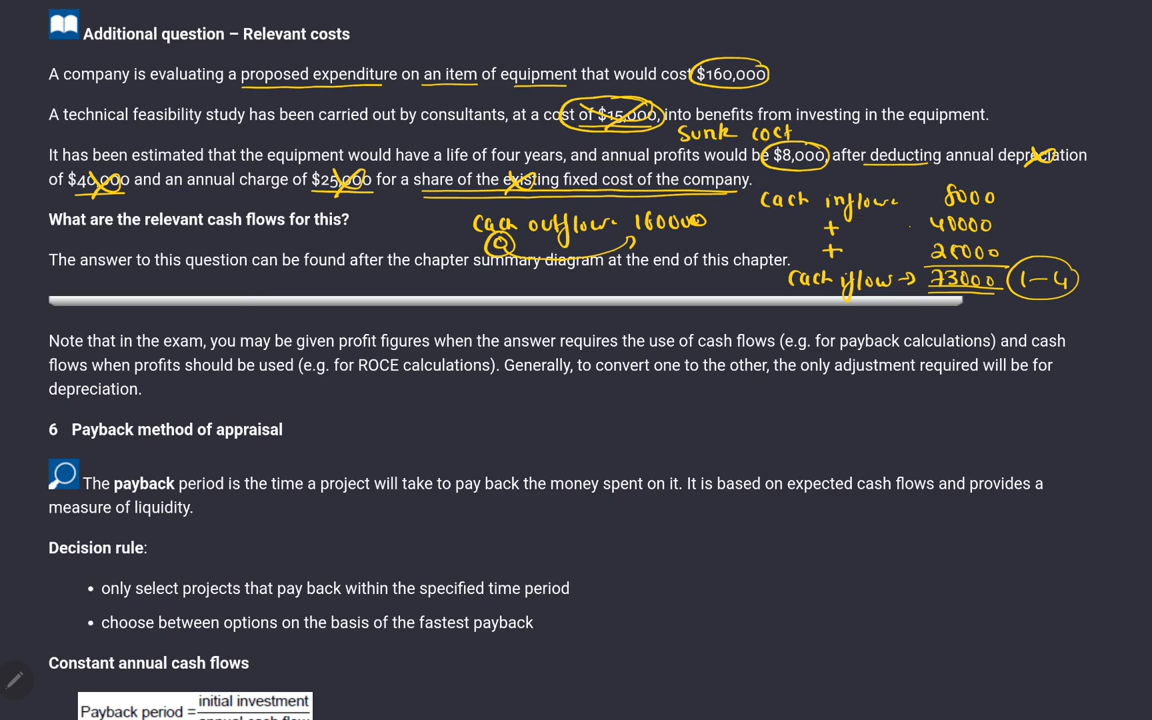 Additional question – Relevant costs
A company is evaluating a proposed expenditure on an item of equipment that would cost $160,000
A technical feasibility study has been carried out by consultants, at a cost of $15,000, into benefits from investing in the equipment.
sunk cost
It has been estimated that the equipment would have a life of four years, and annual profits would be $8,000, after deducting annual depreciation
of $40,000 and an annual charge of $25,000 for a share of the existing fixed cost of the company.
cash inflow
8000
What are the relevant cash flows for this?
cash outflow 160000
+
40000
0
+
25000
The answer to this question can be found after the chapter summary diagram at the end of this chapter.
73000 1-4
Note that in the exam, you may be given profit figures when the answer requires the use of cash flows (e.g. for payback calculations) and cash
flows when profits should be used (e.g. for ROCE calculations). Generally, to convert one to the other, the only adjustment required will be for
depreciation.
6 Payback method of appraisal
The payback period is the time a project will take to pay back the money spent on it. It is based on expected cash flows and provides a
measure of liquidity.
Decision rule:
• only select projects that pay back within the specified time period
• choose between options on the basis of the fastest payback
Constant annual cash flows
initial investment
Payback period =